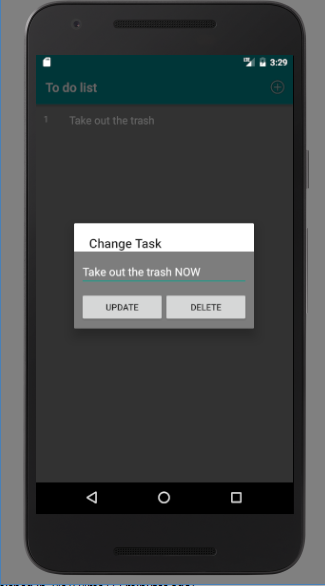 3:29
To do list
1 Take out the trash
Change Task
Take out the trash NOW
UPDATE DELETE